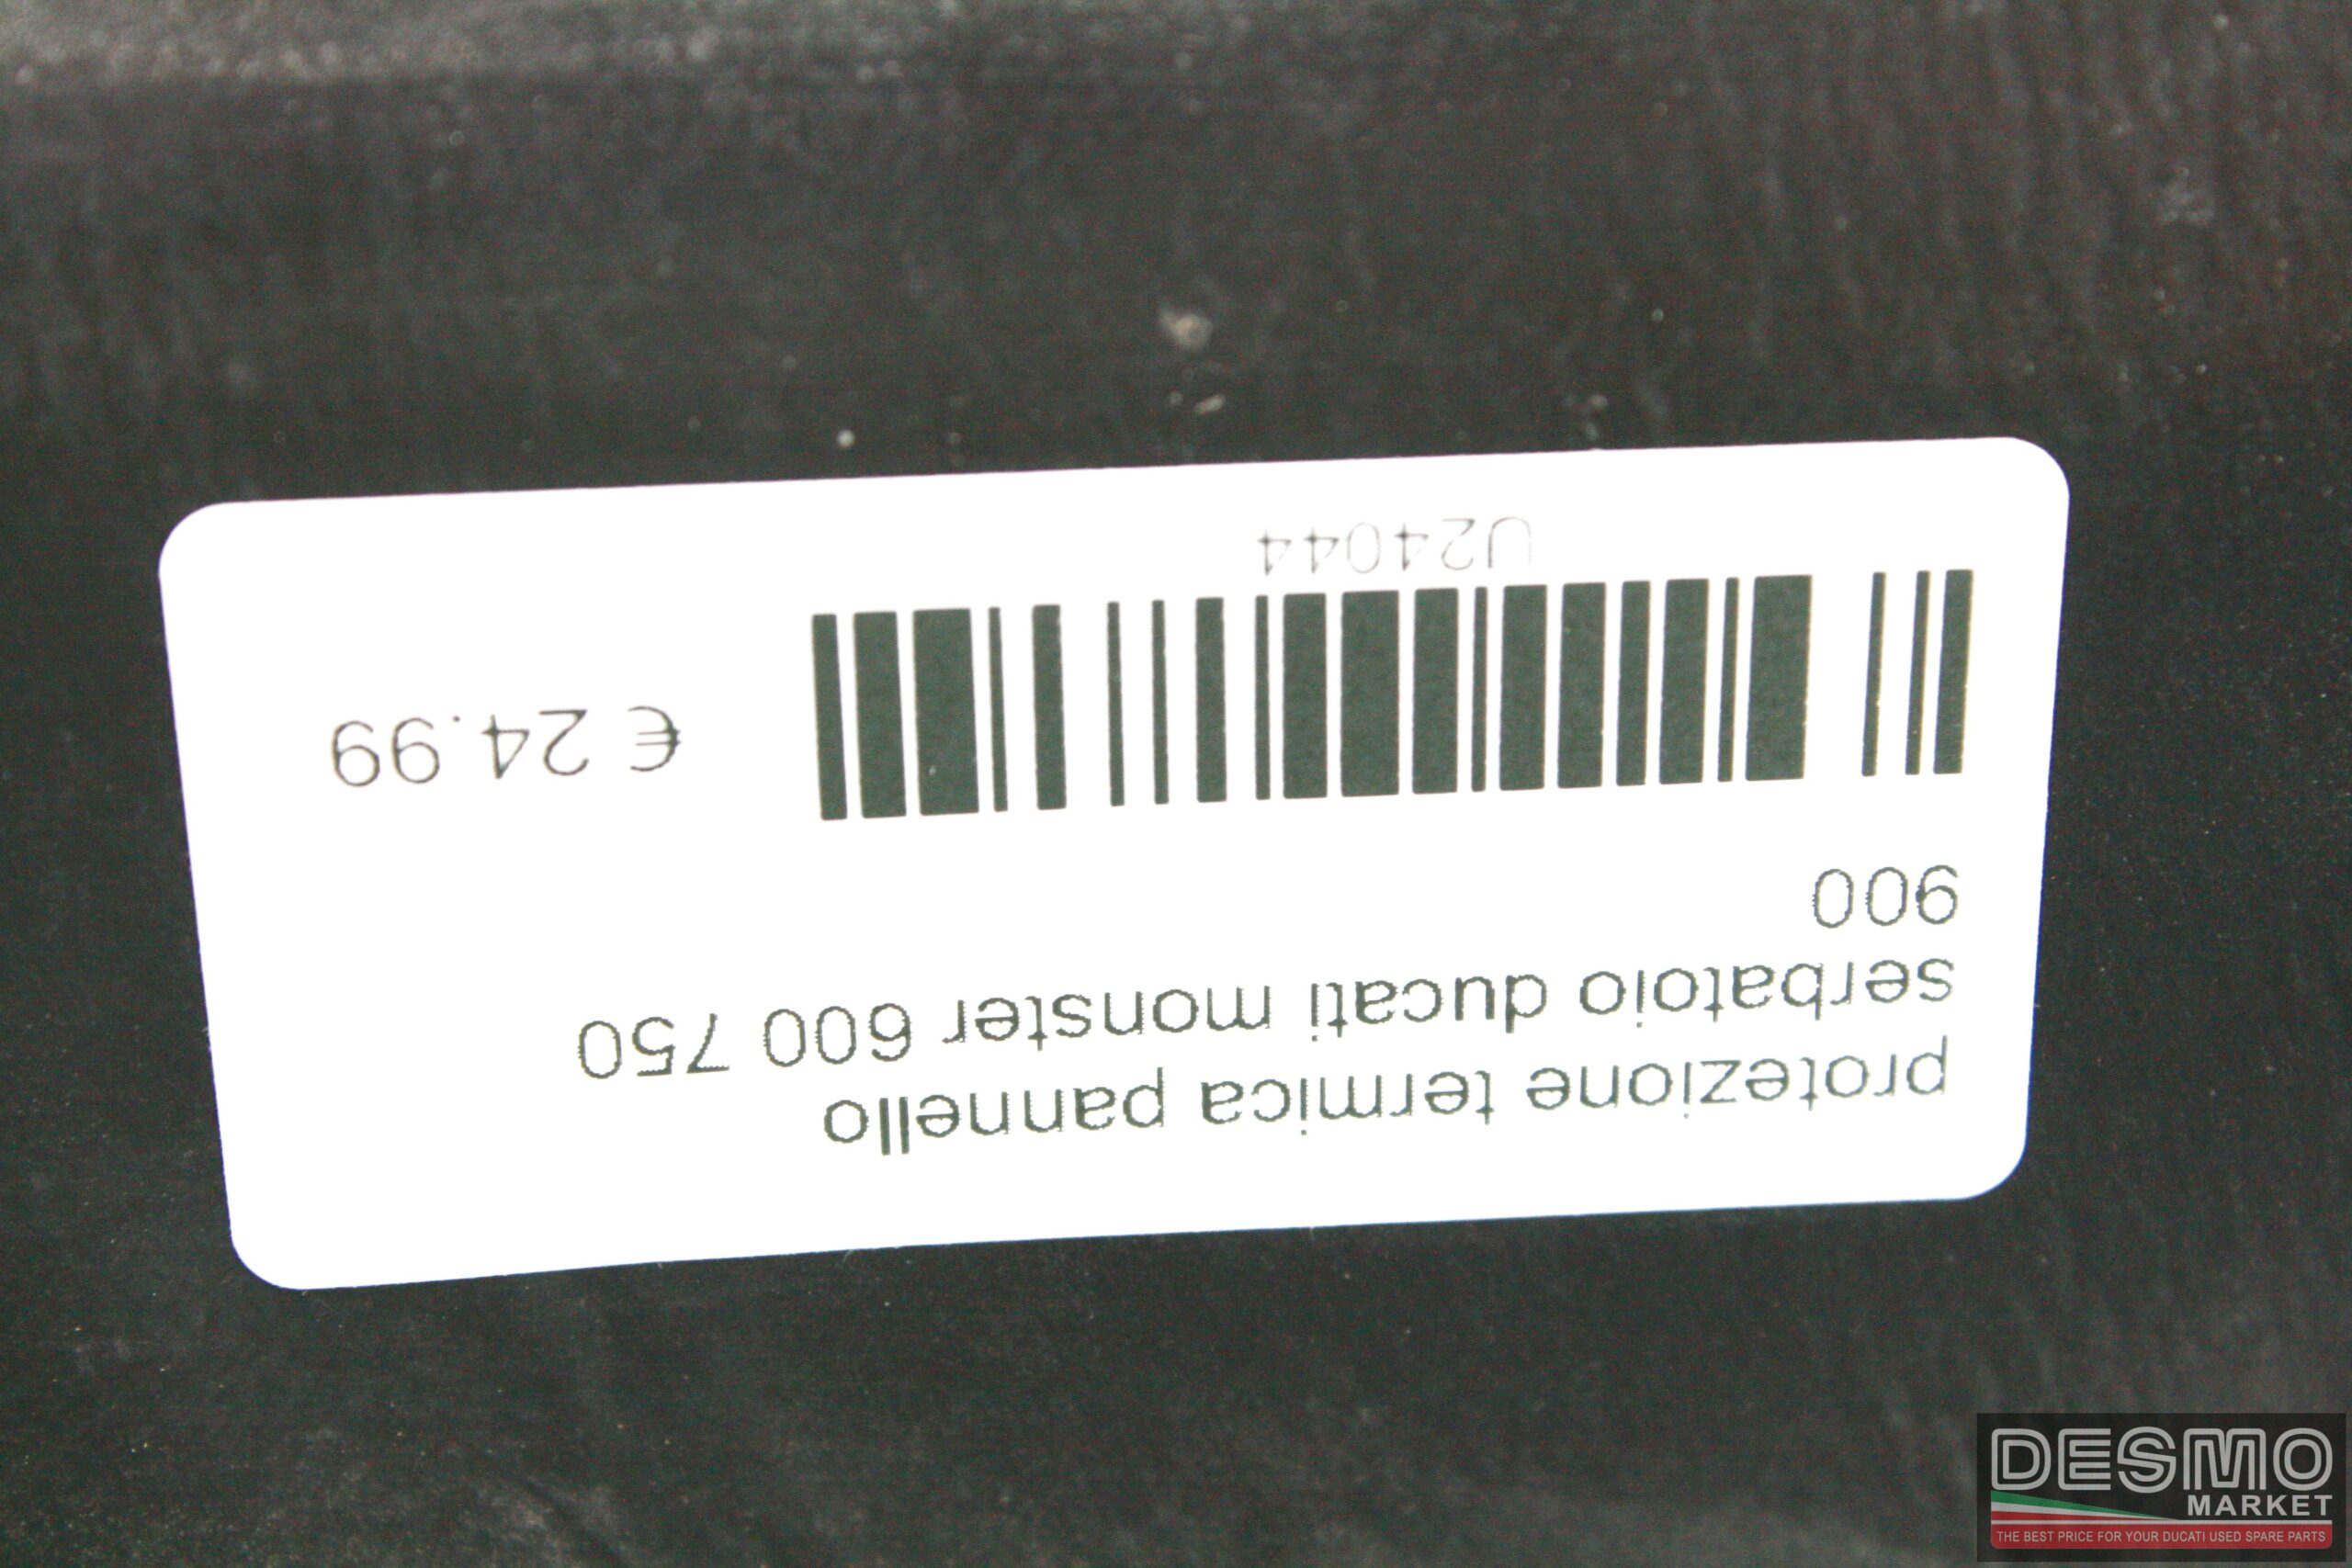 protezione termica pannello
serbatoio ducati monster 600 750
900
€ 24.99
U24044
DESMO
MARKET
THE BEST PRICE FOR YOUR DUCATI USED SPARE PARTS